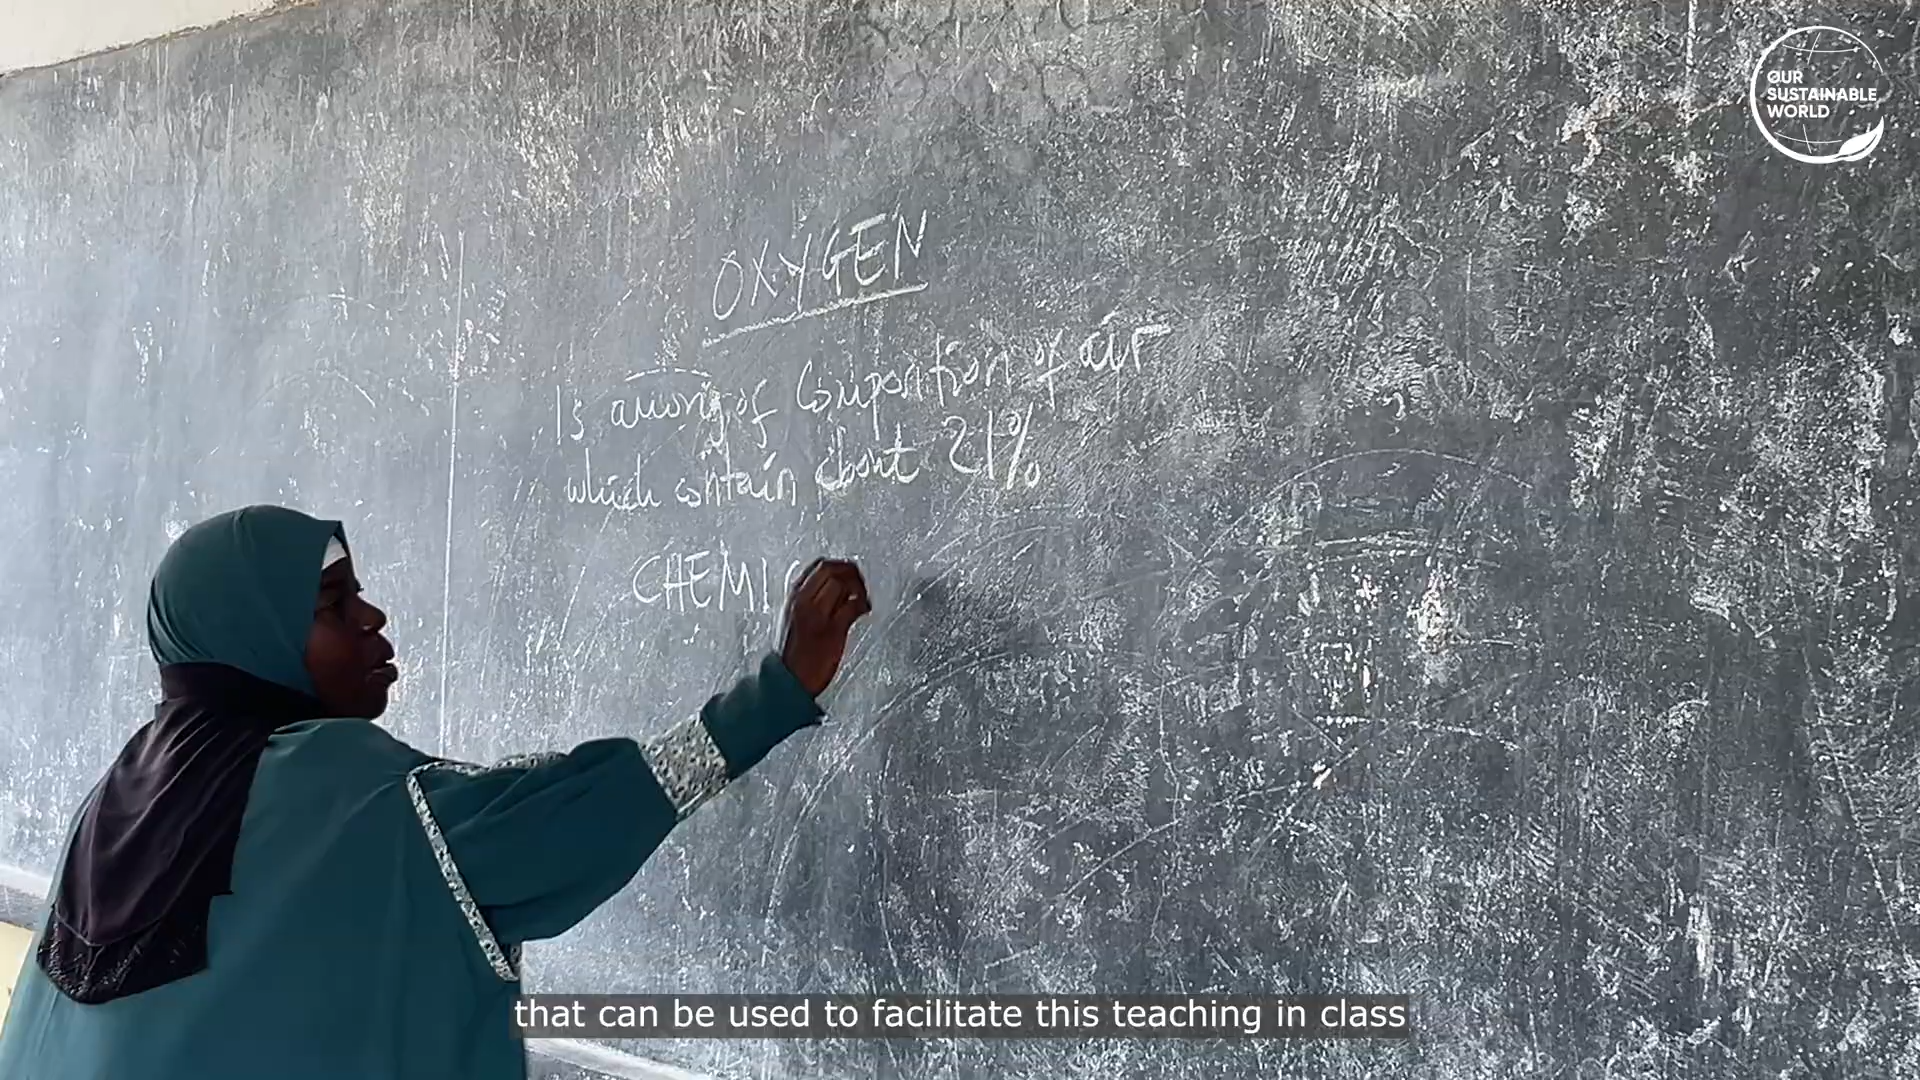 OUR
SUSTAINABLE
WORLD
OXYGEN
Is among of Composition of air
which contain about 21%
CHEMIC
that can be used to facilitate this teaching in class